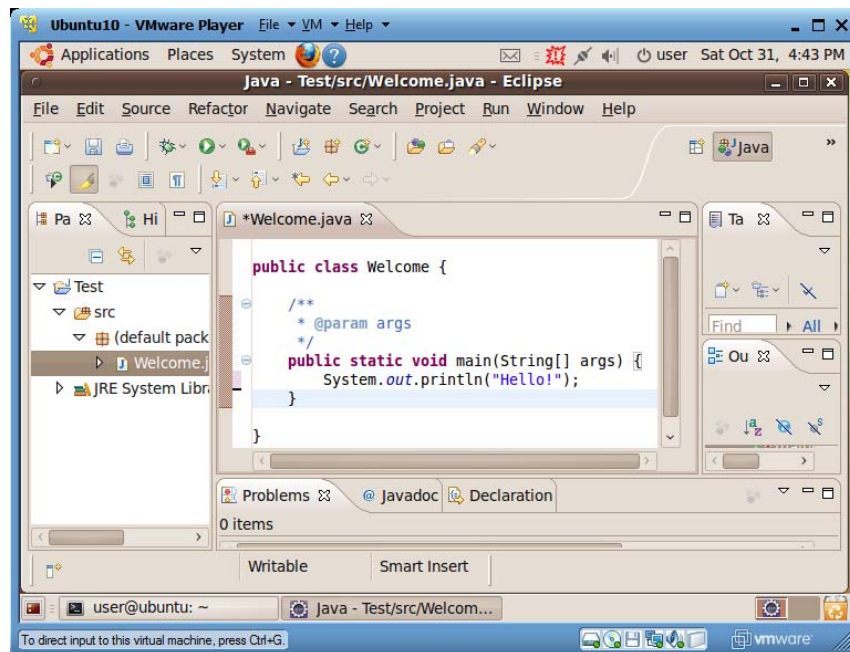 Ubuntu10 - VMware Player File ▾ VM ▾ Help ▾
Applications Places System user Sat Oct 31, 4:43 PM
Java - Test/src/Welcome.java - Eclipse
File Edit Source Refactor Navigate Search Project Run Window Help
Java »
Pa Hi *Welcome.java Ta
public class Welcome {
Test
/**
src
* @param args
Find All
(default pack
*/
Ou
Welcome.j
public static void main(String[] args) {
JRE System Libra
System.out.println("Hello!");
}
}
Problems @ Javadoc Declaration
0 items
Writable Smart Insert
user@ubuntu: ~ Java - Test/src/Welcom...
To direct input to this virtual machine, press Ctrl+G. vmware